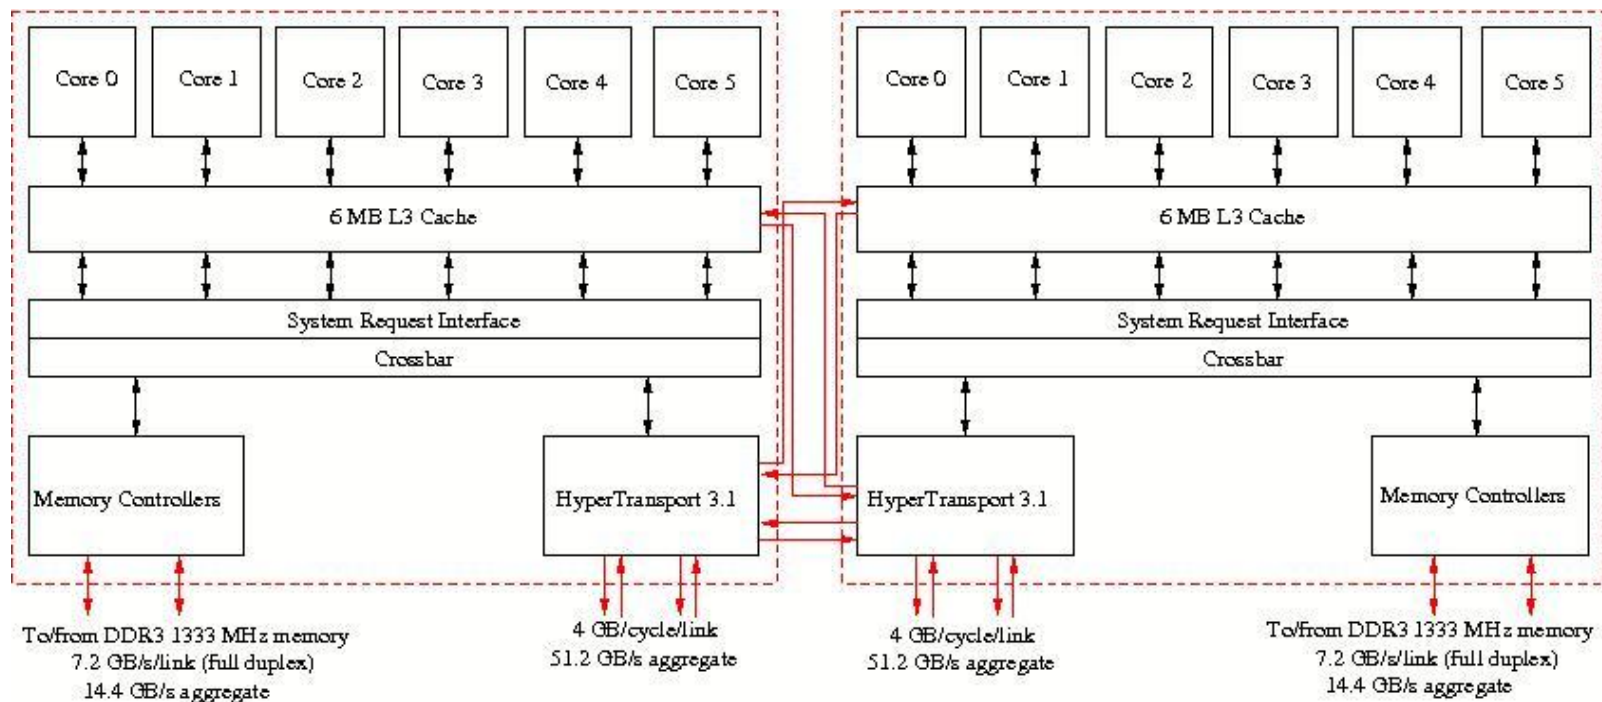 Core 0
Core 1
Core 2
Core 3
Core 4
Core 5
6 MB L3 Cache
System Request Interface
Crossbar
Memory Controllers
HyperTransport 3.1
To/from DDR3 1333 MHz memory
7.2 GB/s/link (full duplex)
14.4 GB/s aggregate
4 GB/cycle/link
51.2 GB/s aggregate
Core 0
Core 1
Core 2
Core 3
Core 4
Core 5
6 MB L3 Cache
System Request Interface
Crossbar
HyperTransport 3.1
Memory Controllers
4 GB/cycle/link
51.2 GB/s aggregate
To/from DDR3 1333 MHz memory
7.2 GB/s/link (full duplex)
14.4 GB/s aggregate